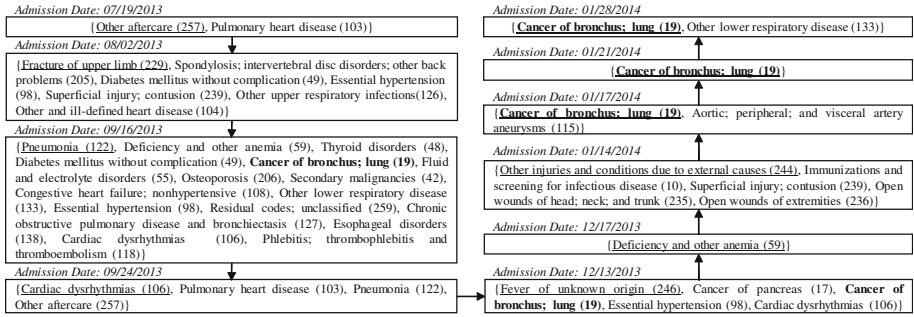 Admission Date: 07/19/2013
{Other aftercare (257), Pulmonary heart disease (103)}
Admission Date: 08/02/2013
{Fracture of upper limb (229), Spondylosis; intervertebral disc disorders; other back
problems (205), Diabetes mellitus without complication (49), Essential hypertension
(98), Superficial injury; contusion (239), Other upper respiratory infections(126),
Other and ill-defined heart disease (104)}
Admission Date: 09/16/2013
{Pneumonia (122), Deficiency and other anemia (59), Thyroid disorders (48),
Diabetes mellitus without complication (49), Cancer of bronchus; lung (19), Fluid
and electrolyte disorders (55), Osteoporosis (206), Secondary malignancies (42),
Congestive heart failure; nonhypertensive (108), Other lower respiratory disease
(133), Essential hypertension (98), Residual codes; unclassified (259), Chronic
obstructive pulmonary disease and bronchiectasis (127), Esophageal disorders
(138), Cardiac dysrhythmias (106), Phlebitis; thrombophlebitis and
thromboembolism (118)}
Admission Date: 09/24/2013
{Cardiac dysrhythmias (106), Pulmonary heart disease (103), Pneumonia (122),
Other aftercare (257)}
Admission Date: 01/28/2014
{Cancer of bronchus; lung (19), Other lower respiratory disease (133)}
Admission Date: 01/21/2014
{Cancer of bronchus; lung (19)}
Admission Date: 01/17/2014
{Cancer of bronchus; lung (19), Aortic; peripheral; and visceral artery
aneurysms (115)}
Admission Date: 01/14/2014
{Other injuries and conditions due to external causes (244), Immunizations and
screening for infectious disease (10), Superficial injury; contusion (239), Open
wounds of head; neck; and trunk (235), Open wounds of extremities (236)}
Admission Date: 12/17/2013
{Deficiency and other anemia (59)}
Admission Date: 12/13/2013
{Fever of unknown origin (246), Cancer of pancreas (17), Cancer of
bronchus; lung (19), Essential hypertension (98), Cardiac dysrhythmias (106)}